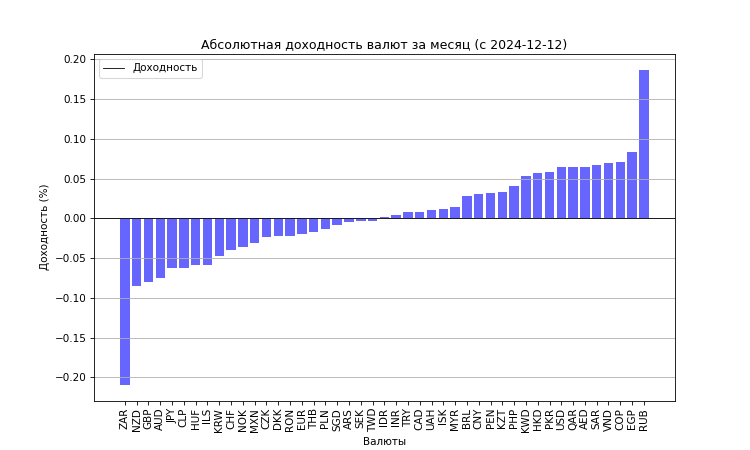 Абсолютная доходность валют за месяц (с 2024-12-12)
Доходность
Доходность (%)
0.20
0.15
0.10
0.05
0.00
−0.05
−0.10
−0.15
−0.20
ZAR NZD GBP AUD JPY CLP HUF ILS KRW CHF NOK MXN CZK DKK RON EUR THB PLN SGD ARS SEK TWD IDR INR TRY CAD UAH ISK MYR BRL CNY PEN KZT PHP KWD HKD PKR USD QAR AED SAR VND COP EGP RUB
Валюты